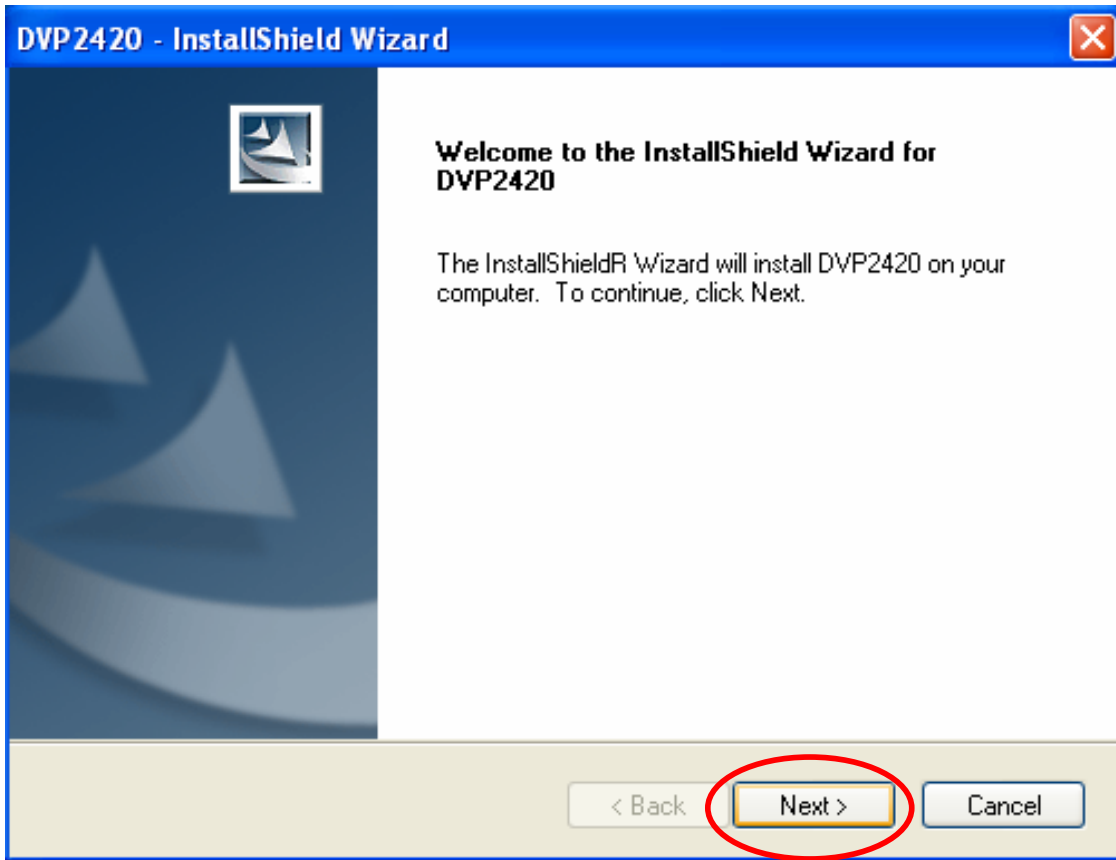 DVP2420 - InstallShield Wizard
Welcome to the InstallShield Wizard for
DVP2420
The InstallShieldR Wizard will install DVP2420 on your
computer. To continue, click Next.
< Back
Next >
Cancel